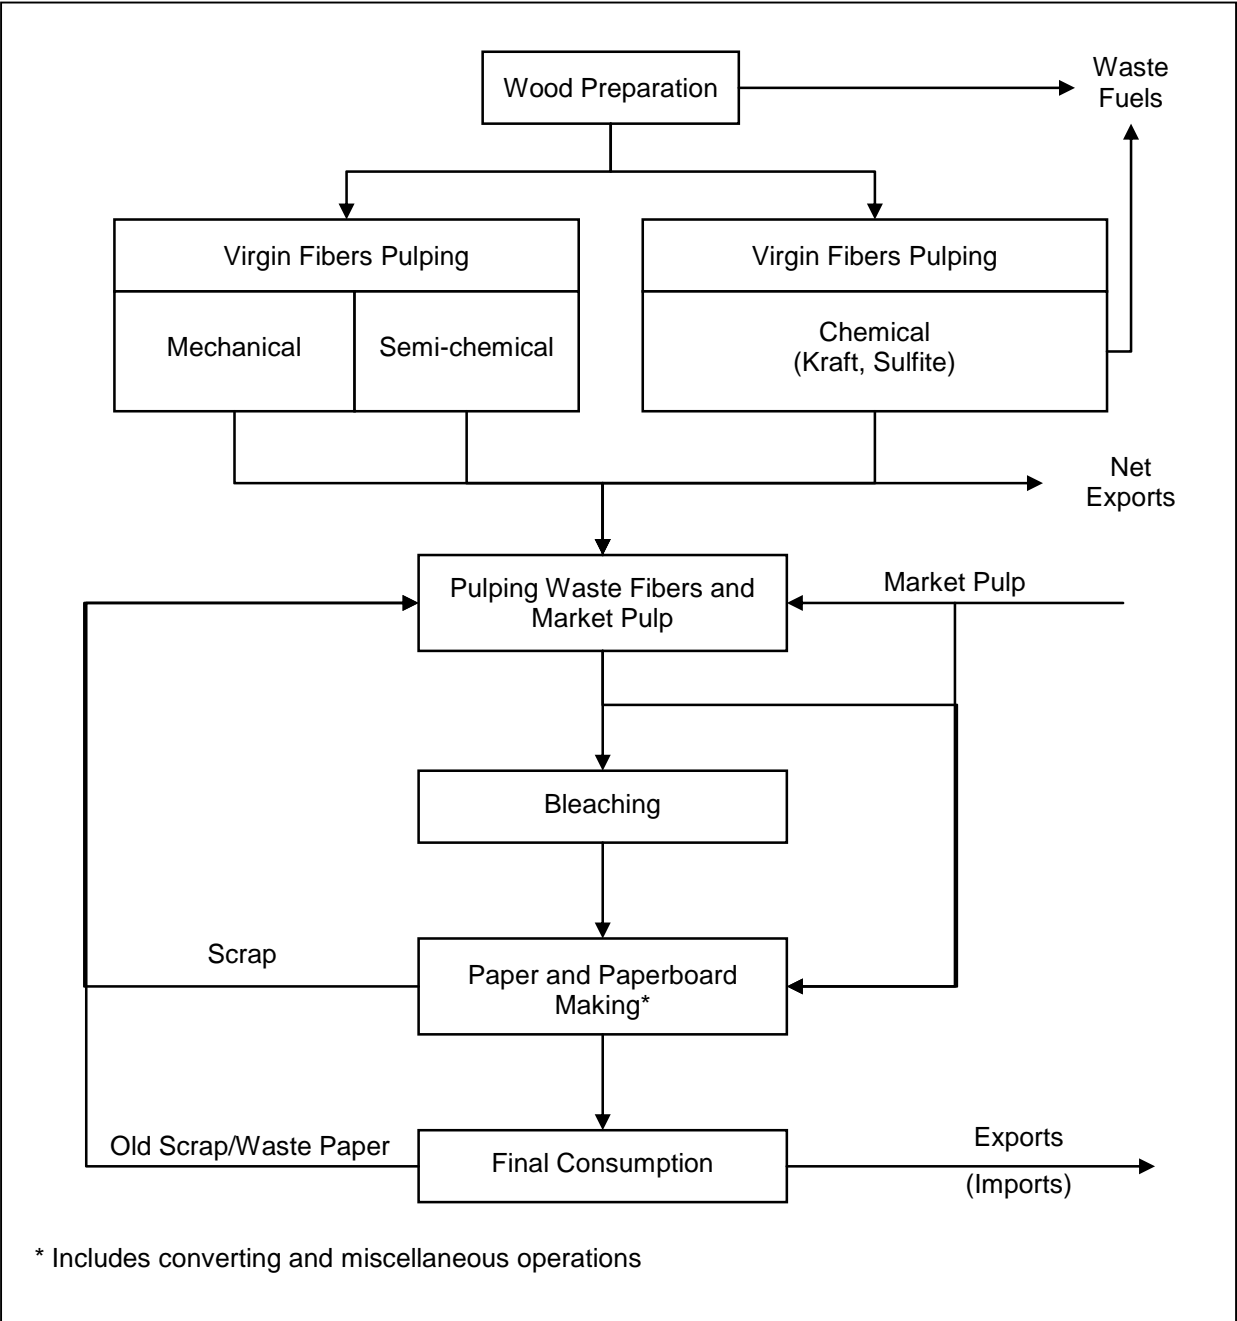 Wood Preparation
Waste
Fuels
Virgin Fibers Pulping
Virgin Fibers Pulping
Mechanical
Semi-chemical
Chemical
(Kraft, Sulfite)
Net
Exports
Pulping Waste Fibers and
Market Pulp
Market Pulp
Bleaching
Scrap
Paper and Paperboard
Making*
Old Scrap/Waste Paper
Final Consumption
Exports
(Imports)
* Includes converting and miscellaneous operations